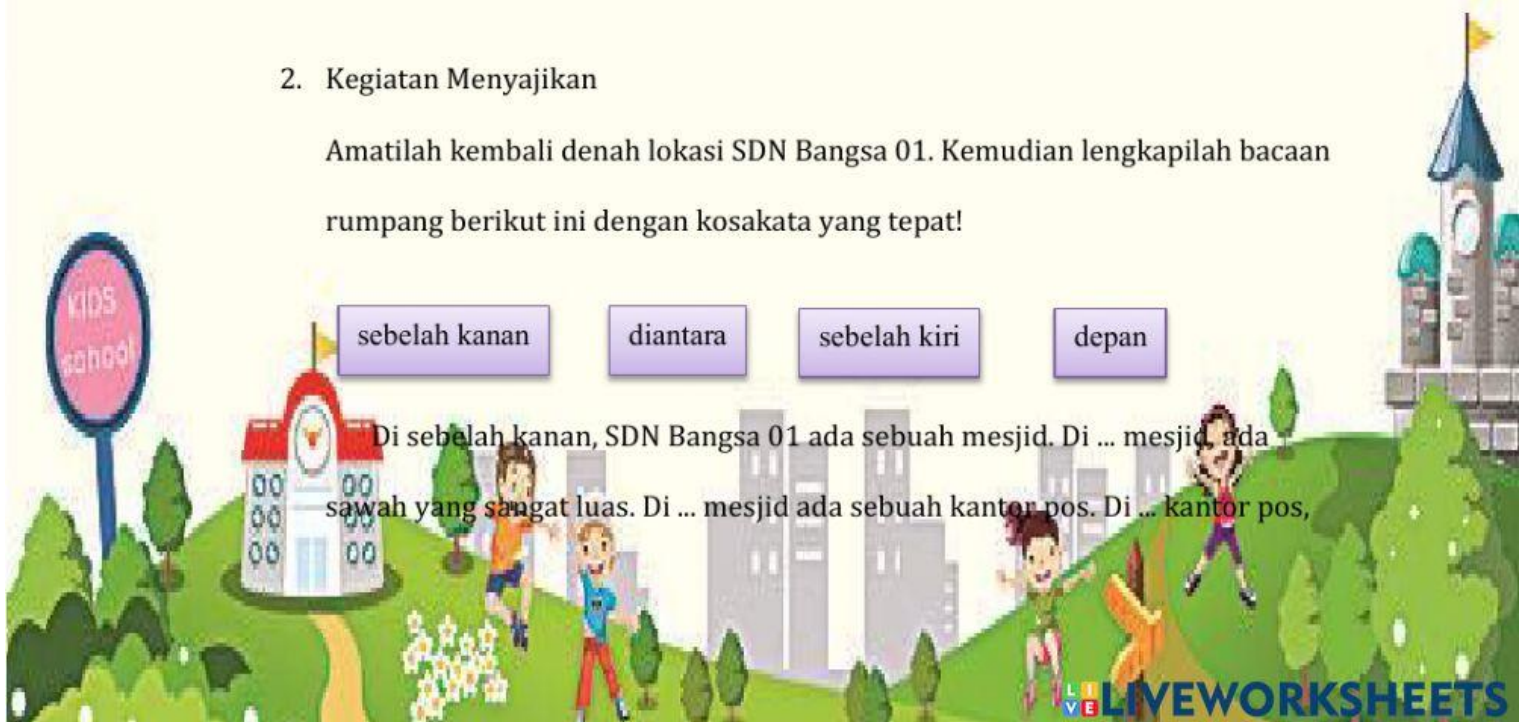 2. Kegiatan Menyajikan
Amatilah kembali denah lokasi SDN Bangsa 01. Kemudian lengkapilah bacaan
rumpang berikut ini dengan kosakata yang tepat!
KIDS
school
sebelah kanan diantara sebelah kiri depan
Di sebelah kanan, SDN Bangsa 01 ada sebuah mesjid. Di ... mesjid, ada
sawah yang sangat luas. Di ... mesjid ada sebuah kantor pos. Di ... kantor pos,
LIVE LIVEWORKSHEETS